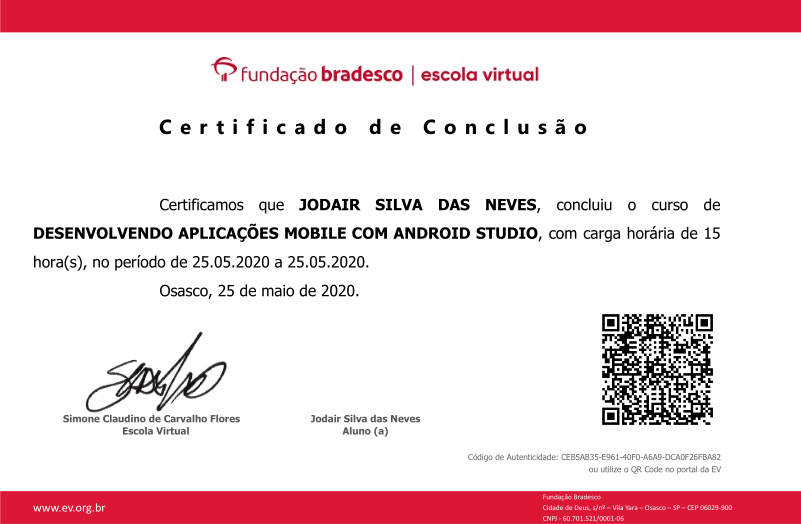 fundação bradesco | escola virtual
Certificado de Conclusão
Certificamos que JODAIR SILVA DAS NEVES, concluiu o curso de
DESENVOLVENDO APLICAÇÕES MOBILE COM ANDROID STUDIO, com carga horária de 15
hora(s), no período de 25.05.2020 a 25.05.2020.
Osasco, 25 de maio de 2020.
Simone Claudino de Carvalho Flores
Escola Virtual
Jodair Silva das Neves
Aluno (a)
Código de Autenticidade: CEB5AB35-E961-40F0-A6A9-DCA0F26FBA82
ou utilize o QR Code no portal da EV
www.ev.org.br
Fundação Bradesco
Cidade de Deus, s/nº – Vila Yara – Osasco – SP – CEP 06029-900
CNPJ - 60.701.521/0001-06